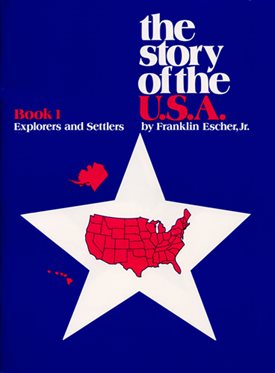 the
story
of the
U.S.A.
Book 1
Explorers and Settlers
by Franklin Escher, Jr.